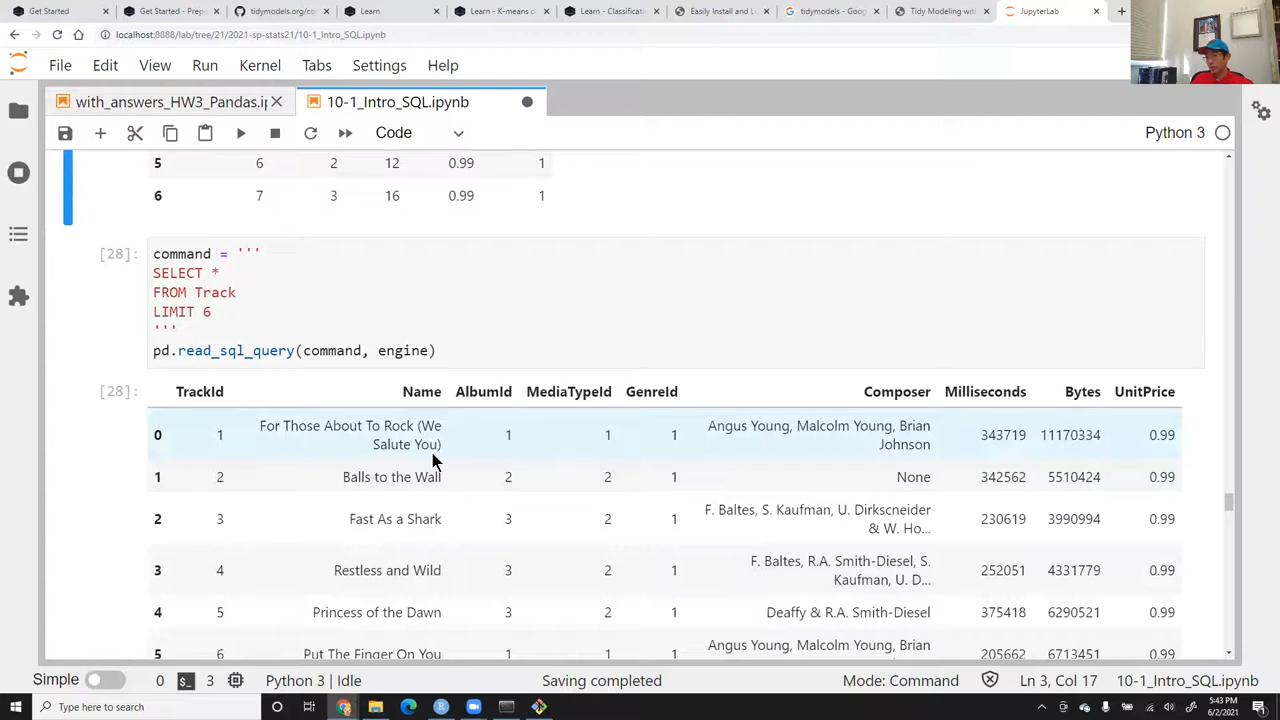 Get Started
Get Started - Prepa
tidymodels.org/co
Learn
Learn - K-means cl
Learn - Classificati
Easily Install and L
tidymodels - Goog
Tidy Modeling with
JupyterLab
localhost:8888/lab/tree/21/2021-sp-stats21/10-1_Intro_SQL.ipynb
File Edit View Run Kernel Tabs Settings Help
with_answers_HW3_Pandas.i
10-1_Intro_SQL.ipynb
Code
Python 3
5 6 2 12 0.99 1
6 7 3 16 0.99 1
[28]:
command = '''
SELECT *
FROM Track
LIMIT 6
'''
pd.read_sql_query(command, engine)
[28]:
TrackId Name AlbumId MediaTypeId GenreId Composer Milliseconds Bytes UnitPrice
0 1 For Those About To Rock (We Salute You) 1 1 1 Angus Young, Malcolm Young, Brian Johnson 343719 11170334 0.99
1 2 Balls to the Wall 2 2 1 None 342562 5510424 0.99
2 3 Fast As a Shark 3 2 1 F. Baltes, S. Kaufman, U. Dirkscneider & W. Ho... 230619 3990994 0.99
3 4 Restless and Wild 3 2 1 F. Baltes, R.A. Smith-Diesel, S. Kaufman, U. D... 252051 4331779 0.99
4 5 Princess of the Dawn 3 2 1 Deaffy & R.A. Smith-Diesel 375418 6290521 0.99
5 6 Put The Finger On You 1 1 1 Angus Young, Malcolm Young, Brian 205662 6713451 0.99
Simple 0 3 Python 3 | Idle Saving completed Mode: Command Ln 3, Col 17 10-1_Intro_SQL.ipynb
Type here to search
5:43 PM
6/2/2021